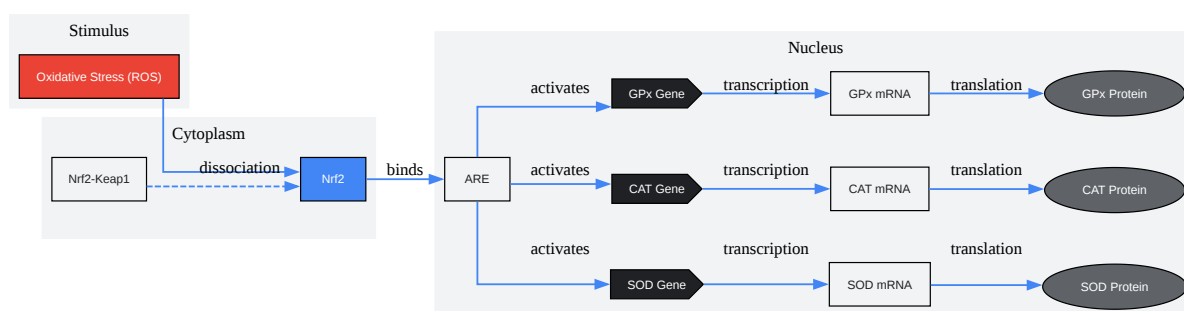 Stimulus
Oxidative Stress (ROS)
Cytoplasm
Nrf2-Keap1
dissociation
Nrf2
binds
Nucleus
ARE
activates
GPx Gene
transcription
GPx mRNA
translation
GPx Protein
activates
CAT Gene
transcription
CAT mRNA
translation
CAT Protein
activates
SOD Gene
transcription
SOD mRNA
translation
SOD Protein